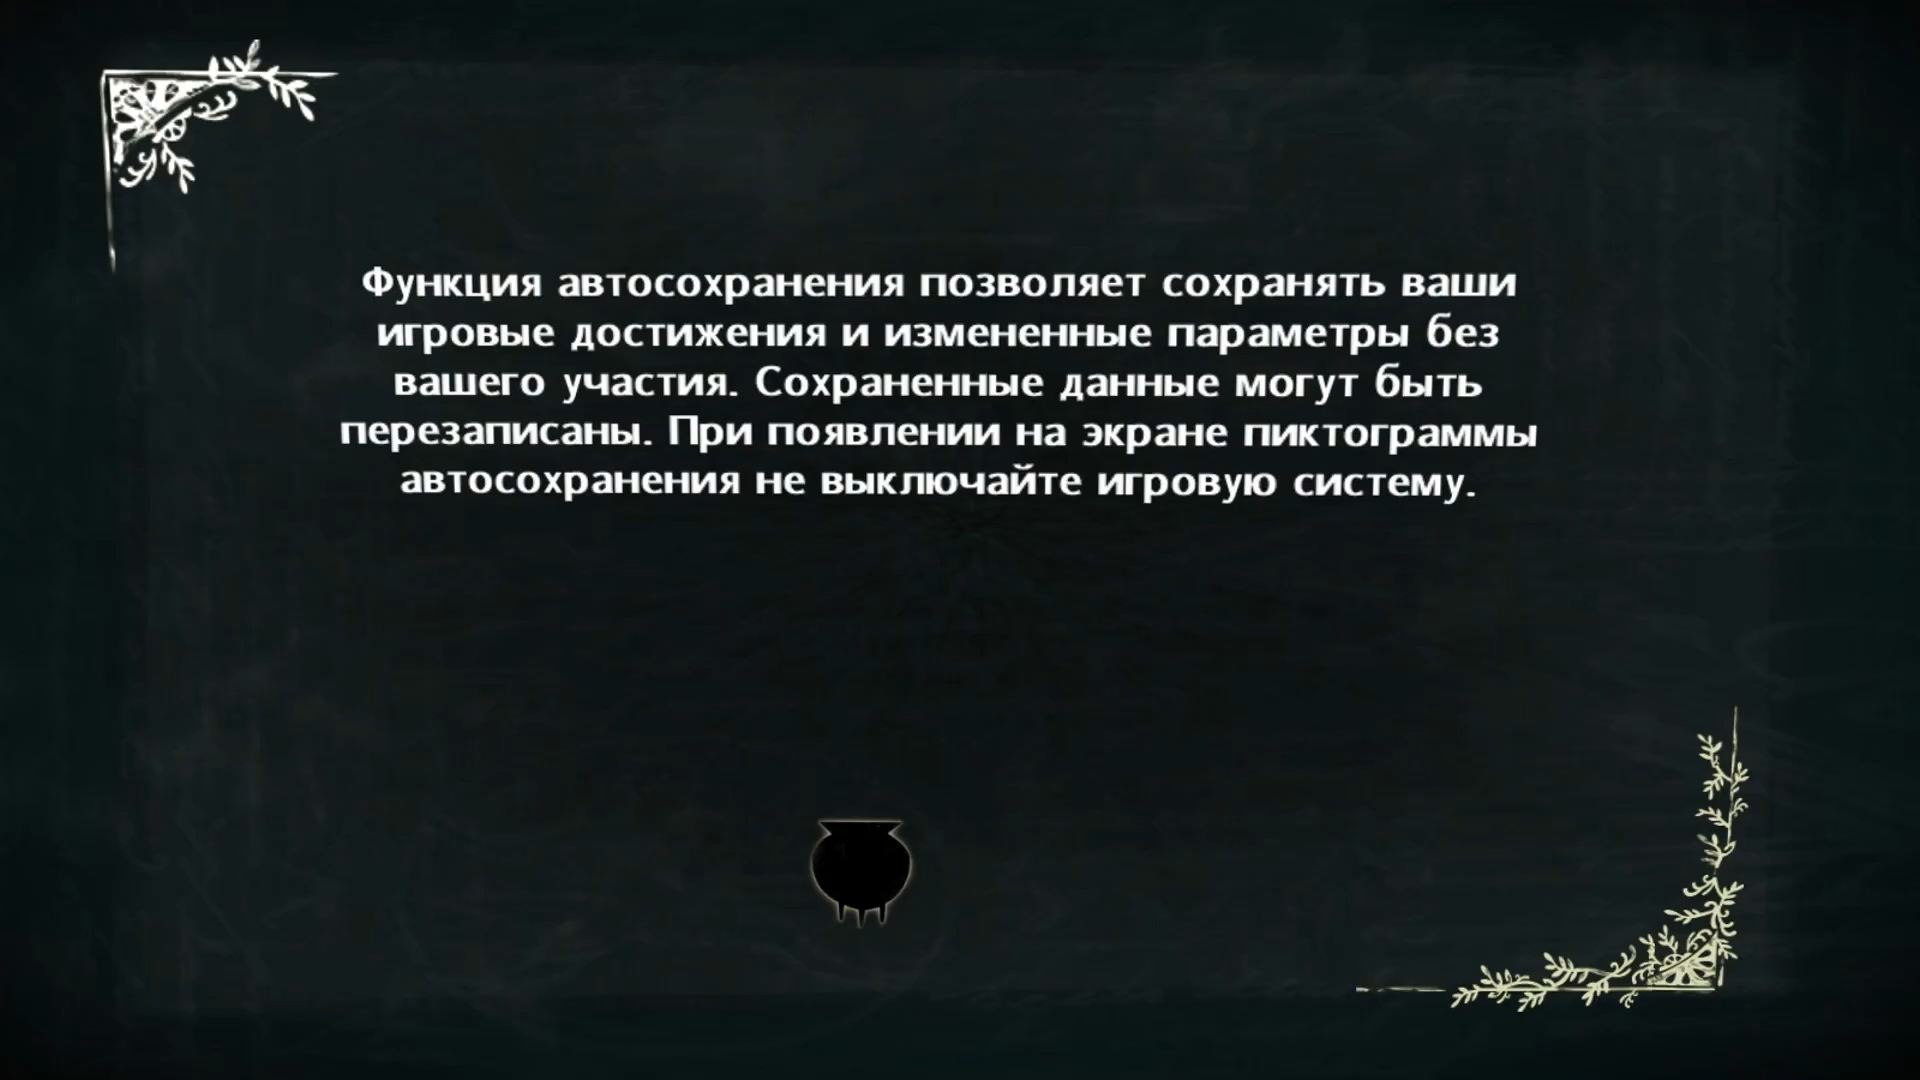 Функция автосохранения позволяет сохранять ваши
игровые достижения и измененные параметры без
вашего участия. Сохраненные данные могут быть
перезаписаны. При появлении на экране пиктограммы
автосохранения не выключайте игровую систему.